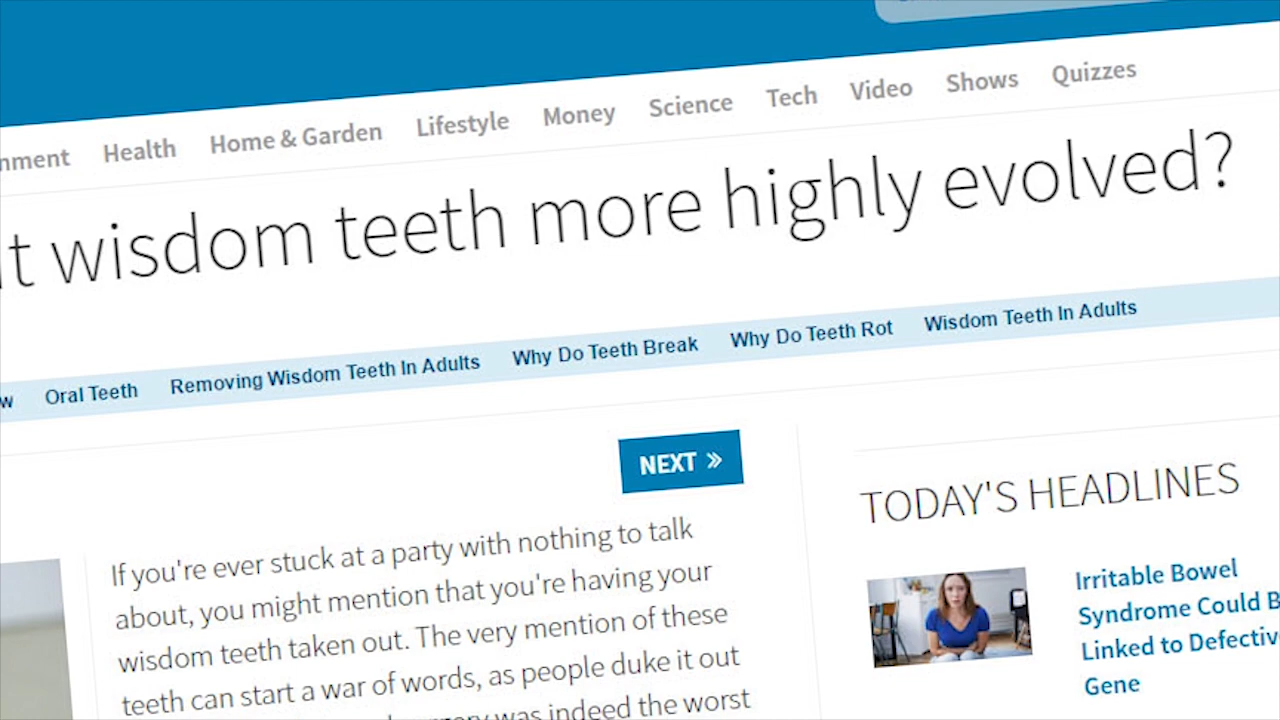 Health Home & Garden Lifestyle Money Science Tech Video Shows Quizzes
wisdom teeth more highly evolved?
Oral Teeth Removing Wisdom Teeth In Adults Why Do Teeth Break Why Do Teeth Rot Wisdom Teeth In Adults
NEXT »
TODAY'S HEADLINES
If you're ever stuck at a party with nothing to talk
about, you might mention that you're having your
wisdom teeth taken out. The very mention of these
teeth can start a war of words, as people duke it out
was indeed the worst
Irritable Bowel
Syndrome Could B
Linked to Defectiv
Gene